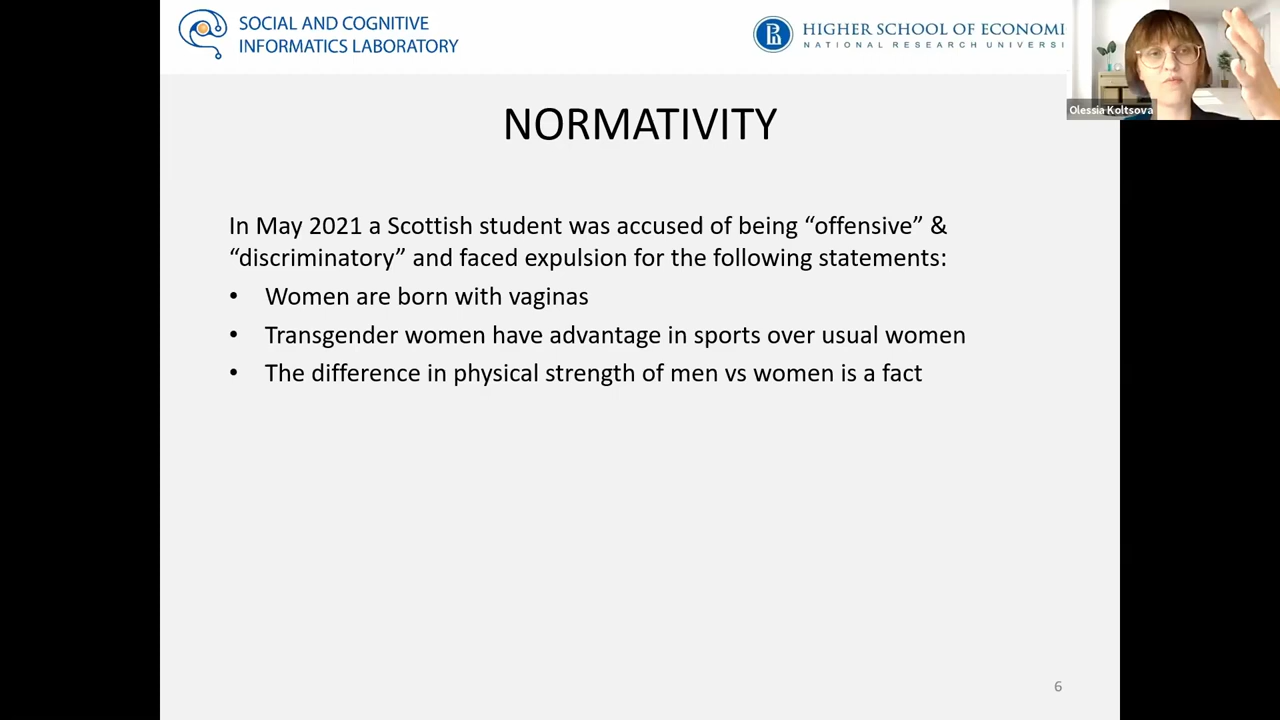 SOCIAL AND COGNITIVE
INFORMATICS LABORATORY
HIGHER SCHOOL OF ECONOMI
NATIONAL RESEARCH UNIVERSI
Olessia Koltsova
NORMATIVITY
In May 2021 a Scottish student was accused of being “offensive” &
“discriminatory” and faced expulsion for the following statements:
• Women are born with vaginas
• Transgender women have advantage in sports over usual women
• The difference in physical strength of men vs women is a fact
6